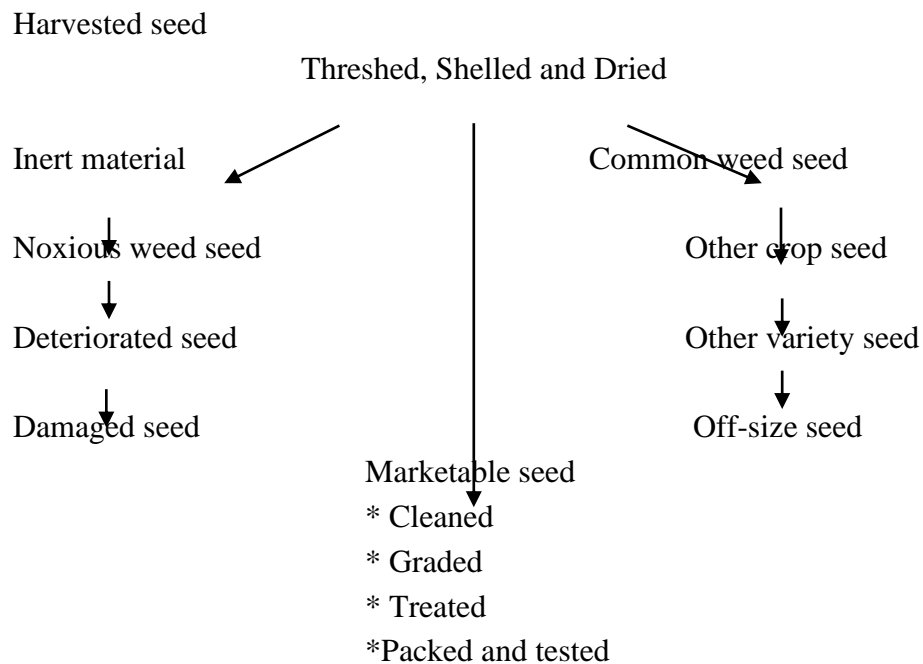 Harvested seed
Threshed, Shelled and Dried
Inert material
Common weed seed
Noxious weed seed
Other crop seed
Deteriorated seed
Other variety seed
Damaged seed
Off-size seed
Marketable seed
* Cleaned
* Graded
* Treated
*Packed and tested